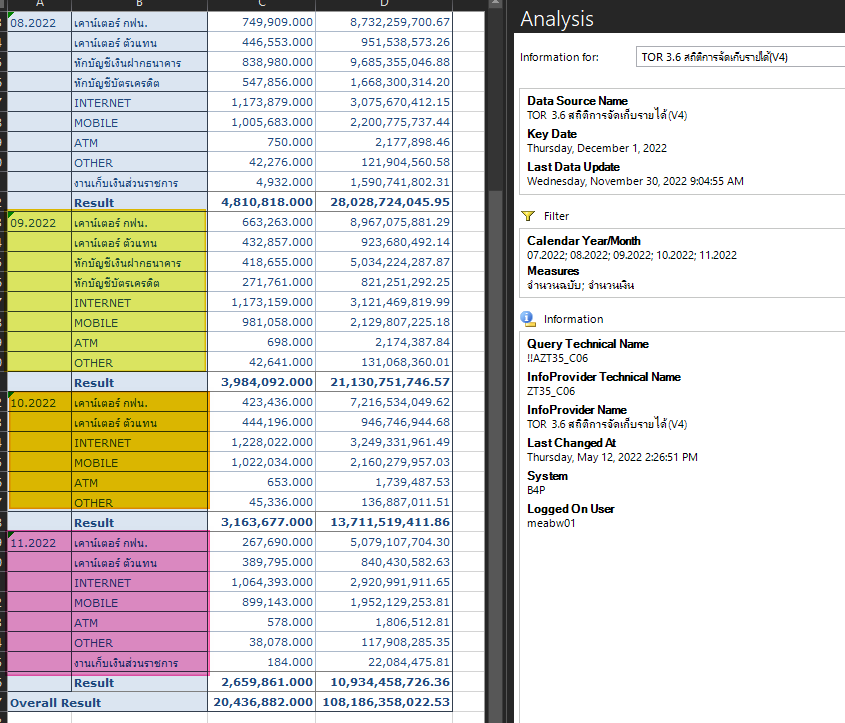 A B C D
08.2022 เคาน์เตอร์ กฟน. 749,909.000 8,732,259,700.67
เคาน์เตอร์ ตัวแทน 446,553.000 951,538,573.26
หักบัญชีเงินฝากธนาคาร 838,980.000 9,685,355,046.88
หักบัญชีบัตรเครดิต 547,856.000 1,668,300,314.20
INTERNET 1,173,879.000 3,075,670,412.15
MOBILE 1,005,683.000 2,200,775,737.44
ATM 750.000 2,177,898.46
OTHER 42,276.000 121,904,560.58
งานเก็บเงินส่วนราชการ 4,932.000 1,590,741,802.31
Result 4,810,818.000 28,028,724,045.95
09.2022 เคาน์เตอร์ กฟน. 663,263.000 8,967,075,881.29
เคาน์เตอร์ ตัวแทน 432,857.000 923,680,492.14
หักบัญชีเงินฝากธนาคาร 418,655.000 5,034,224,287.87
หักบัญชีบัตรเครดิต 271,761.000 821,251,292.25
INTERNET 1,173,159.000 3,121,469,819.99
MOBILE 981,058.000 2,129,807,225.18
ATM 698.000 2,174,387.84
OTHER 42,641.000 131,068,360.01
Result 3,984,092.000 21,130,751,746.57
10.2022 เคาน์เตอร์ กฟน. 423,436.000 7,216,534,049.62
เคาน์เตอร์ ตัวแทน 444,196.000 946,746,944.68
INTERNET 1,228,022.000 3,249,331,961.49
MOBILE 1,022,034.000 2,160,279,957.03
ATM 653.000 1,739,487.53
OTHER 45,336.000 136,887,011.51
Result 3,163,677.000 13,711,519,411.86
11.2022 เคาน์เตอร์ กฟน. 267,690.000 5,079,107,704.30
เคาน์เตอร์ ตัวแทน 389,795.000 840,430,582.63
INTERNET 1,064,393.000 2,920,991,911.65
MOBILE 899,143.000 1,952,129,253.81
ATM 578.000 1,806,512.81
OTHER 38,078.000 117,908,285.35
งานเก็บเงินส่วนราชการ 184.000 22,084,475.81
Result 2,659,861.000 10,934,458,726.36
Overall Result 20,436,882.000 108,186,358,022.53
Analysis
Information for: TOR 3.6 สถิติการจัดเก็บรายได้(V4)
Data Source Name
TOR 3.6 สถิติการจัดเก็บรายได้(V4)
Key Date
Thursday, December 1, 2022
Last Data Update
Wednesday, November 30, 2022 9:04:55 AM
Filter
Calendar Year/Month
07.2022; 08.2022; 09.2022; 10.2022; 11.2022
Measures
จำนวนฉบับ; จำนวนเงิน
Information
Query Technical Name
!!AZT35_C06
InfoProvider Technical Name
ZT35_C06
InfoProvider Name
TOR 3.6 สถิติการจัดเก็บรายได้(V4)
Last Changed At
Thursday, May 12, 2022 2:26:51 PM
System
B4P
Logged On User
meabw01